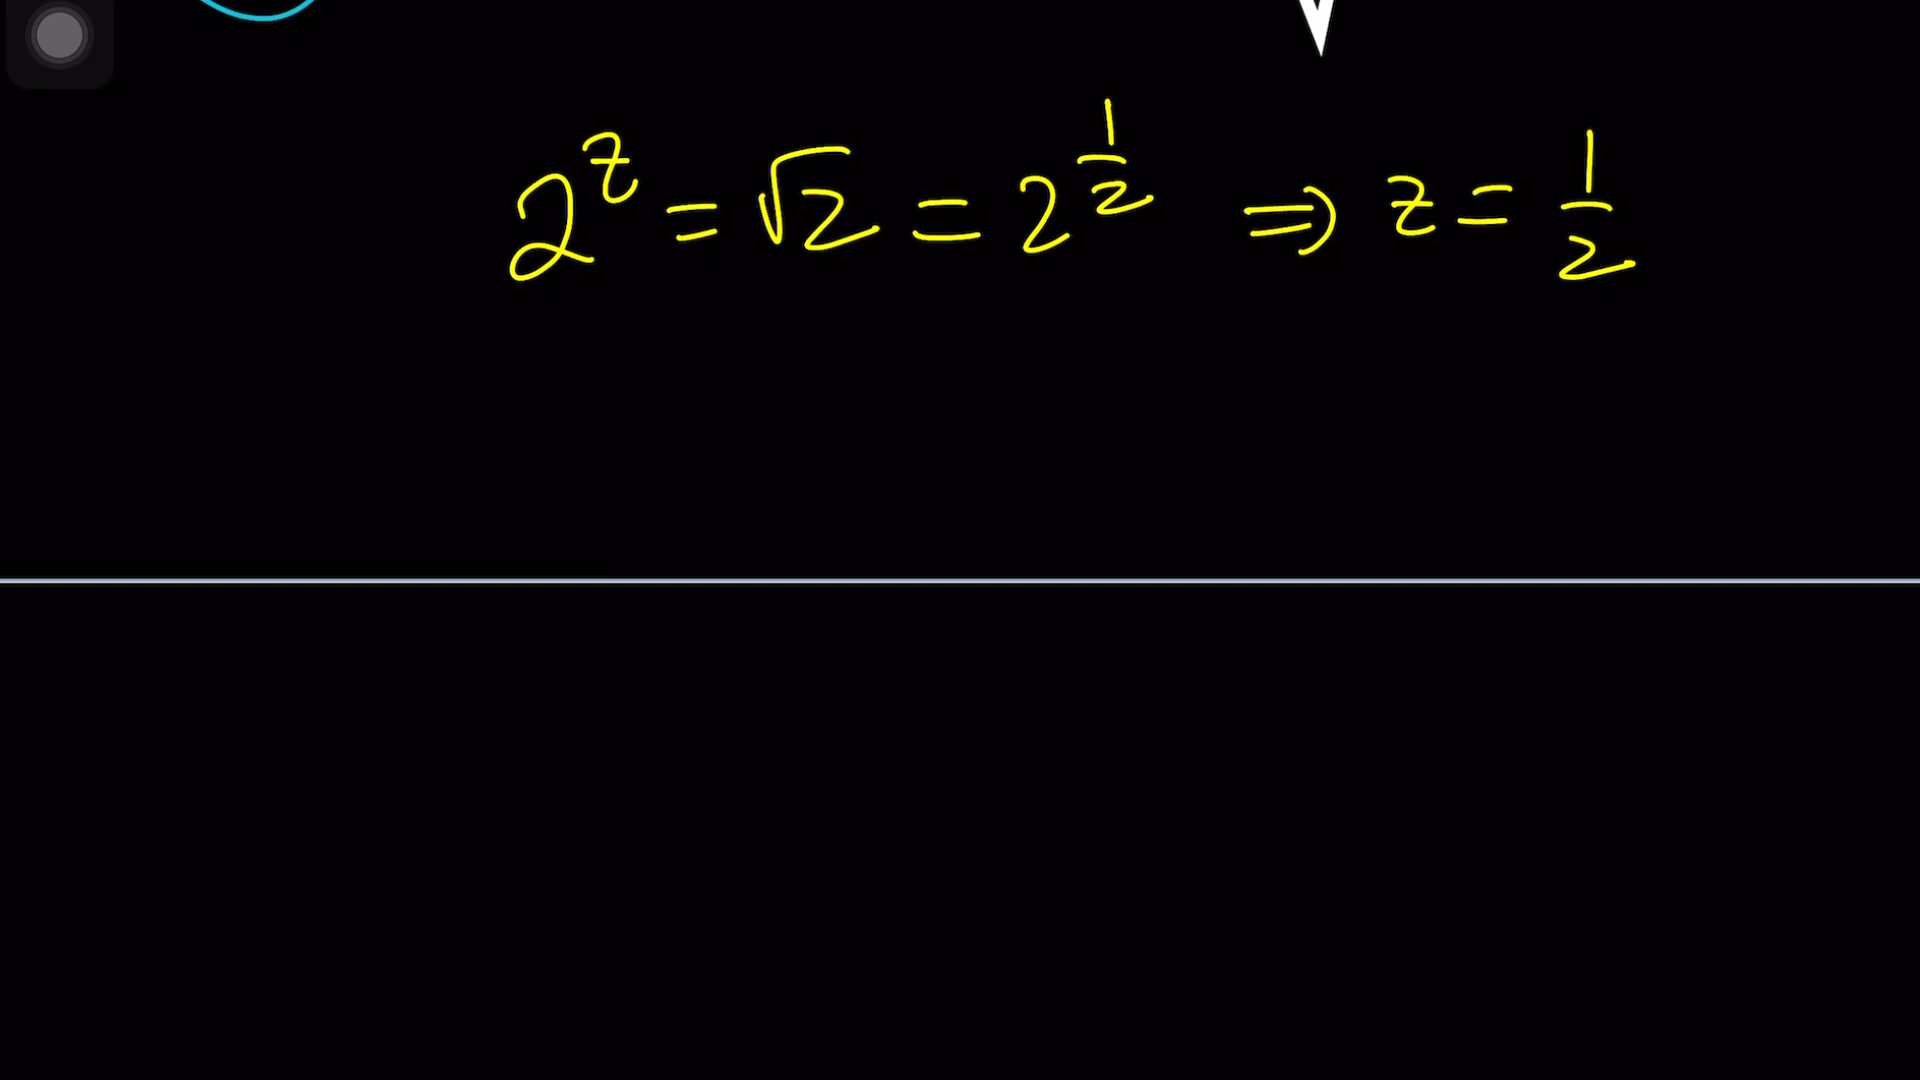 2^z = √2 = 2^(1/2) ⇒ z = 1/2